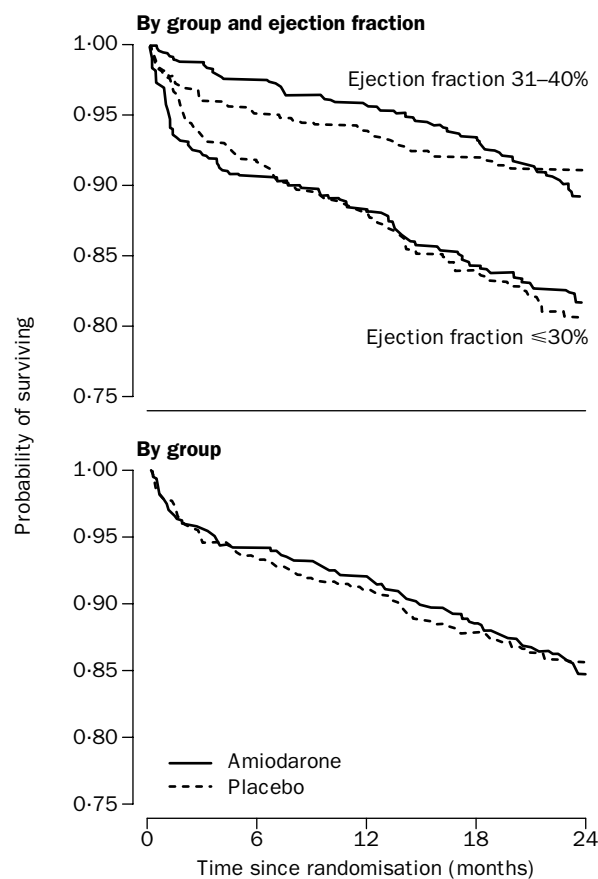 By group and ejection fraction
1·00
Ejection fraction 31–40%
0·95
0·90
0·85
0·80
Ejection fraction ⩽30%
0·75
Probability of surviving
By group
1·00
0·95
0·90
0·85
0·80
Amiodarone
Placebo
0·75
0 6 12 18 24
Time since randomisation (months)